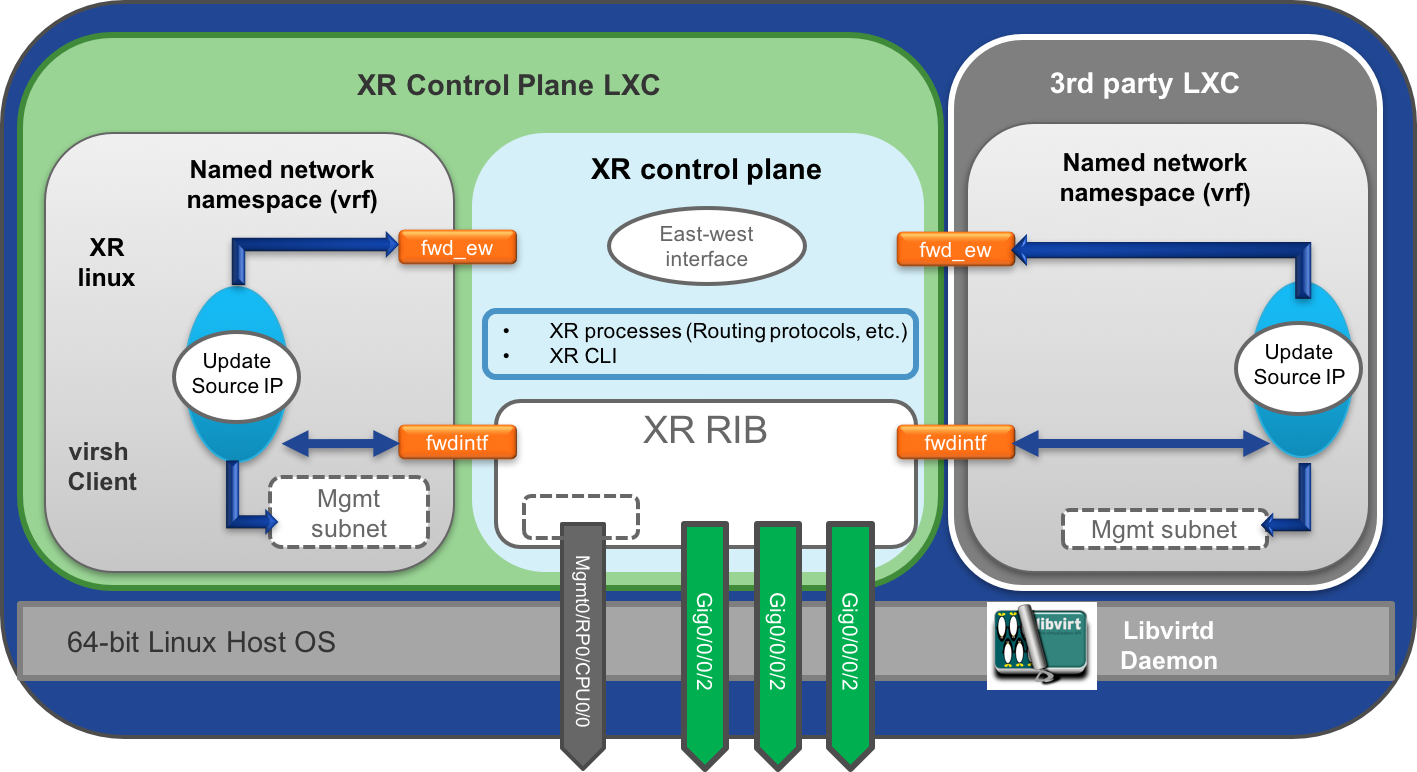 XR Control Plane LXC
3rd party LXC
Named network
namespace (vrf)
XR
linux
fwd_ew
Update
Source IP
virsh
Client
fwdintf
Mgmt
subnet
XR control plane
East-west
interface
• XR processes (Routing protocols, etc.)
• XR CLI
XR RIB
Named network
namespace (vrf)
fwd_ew
Update
Source IP
fwdintf
Mgmt subnet
Mgmt0/RP0/CPU0/0
Gig0/0/0/2
Gig0/0/0/2
Gig0/0/0/2
64-bit Linux Host OS
libvirt
Libvirtd
Daemon